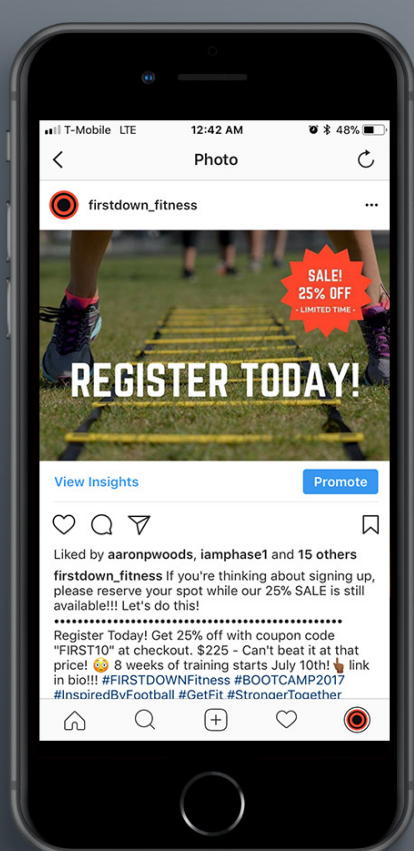 T-Mobile LTE 12:42 AM 48%
Photo
firstdown_fitness
SALE!
25% OFF
- LIMITED TIME -
REGISTER TODAY!
View Insights Promote
Liked by aaronpwoods, iamphase1 and 15 others
firstdown_fitness If you're thinking about signing up,
please reserve your spot while our 25% SALE is still
available!!! Let's do this!
••••••••••••••••••••••••••••••••••••••••••••••••
Register Today! Get 25% off with coupon code
"FIRST10" at checkout. $225 - Can't beat it at that
price! 😳 8 weeks of training starts July 10th! 👆🏾 link
in bio!!! #FIRSTDOWNFitness #BOOTCAMP2017
#InspiredByFootball #GetFit #StrongerTogether